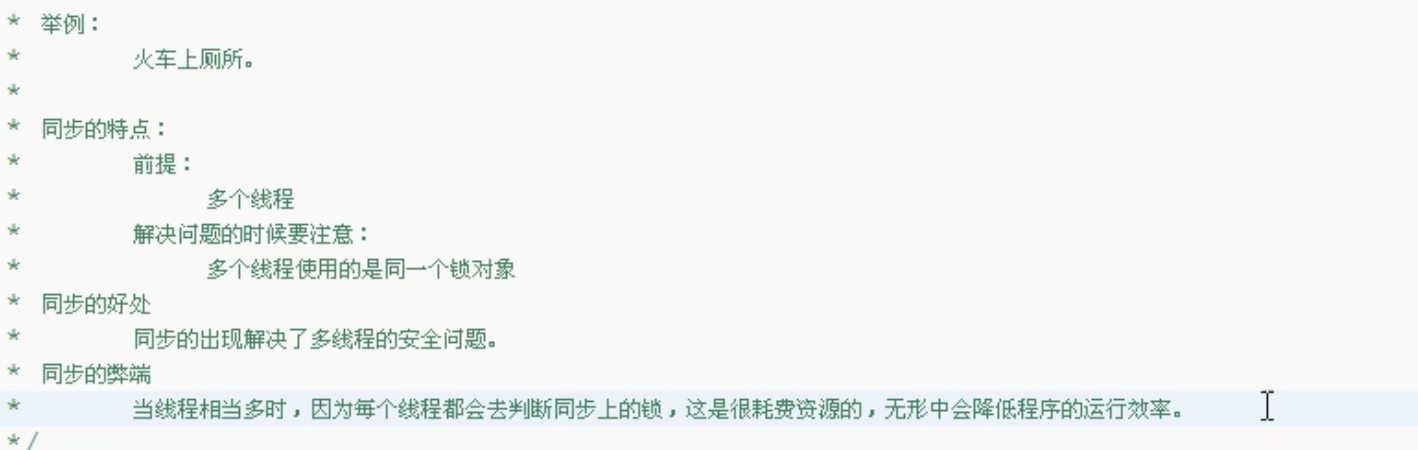 * 举例：
* 火车上厕所。
*
* 同步的特点：
* 前提：
* 多个线程
* 解决问题的时候要注意：
* 多个线程使用的是同一个锁对象
* 同步的好处
* 同步的出现解决了多线程的安全问题。
* 同步的弊端
* 当线程相当多时，因为每个线程都会去判断同步上的锁，这是很耗费资源的，无形中会降低程序的运行效率。
*/